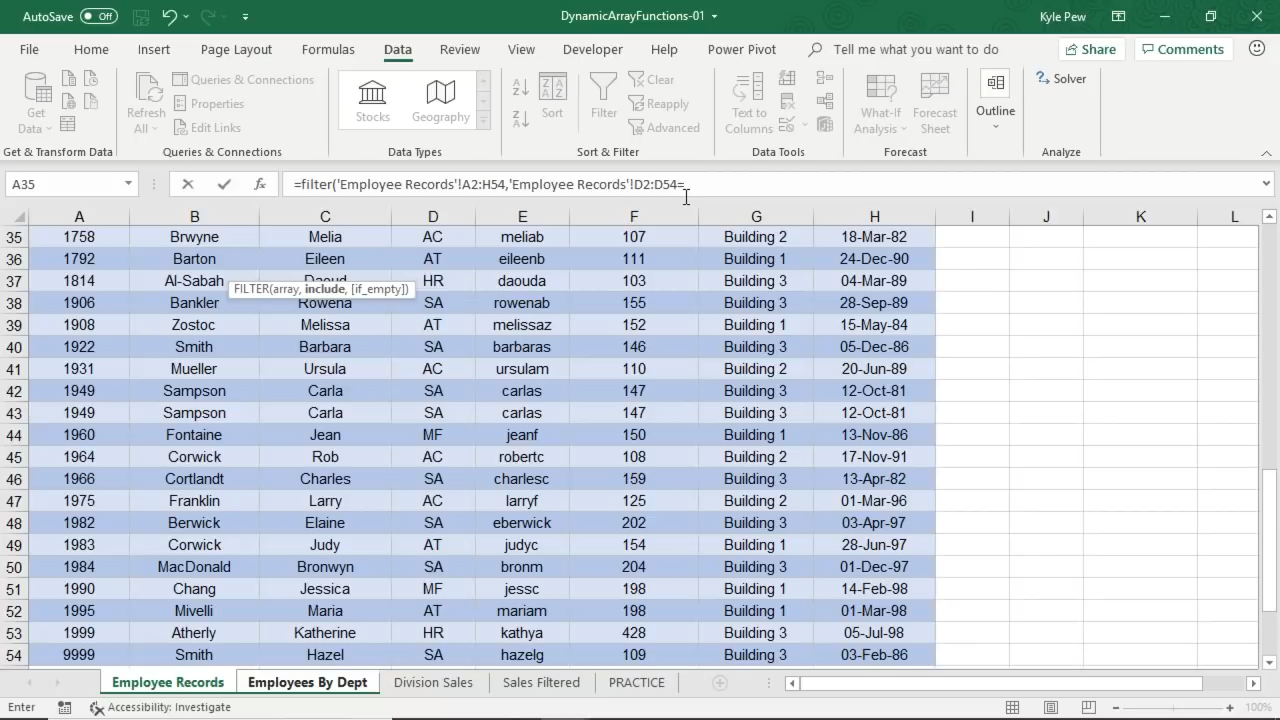 AutoSave Off DynamicArrayFunctions-01 Kyle Pew
File Home Insert Page Layout Formulas Data Review View Developer Help Power Pivot Tell me what you want to do Share Comments
Get Data Refresh All Queries & Connections Properties Edit Links Stocks Geography Sort Filter Clear Reapply Advanced Text to Columns What-If Analysis Forecast Sheet Outline Solver
Get & Transform Data Queries & Connections Data Types Sort & Filter Data Tools Forecast Analyze
A35 fx =filter('Employee Records'!A2:H54,'Employee Records'!D2:D54=
A B C D E F G H I J K L
35 1758 Brwyne Melia AC meliab 107 Building 2 18-Mar-82
36 1792 Barton Eileen AT eileenb 111 Building 1 24-Dec-90
37 1814 Al-Sabah Daoud HR daouda 103 Building 3 04-Mar-89
FILTER(array, include, [if_empty])
38 1906 Bankler Rowena SA rowenab 155 Building 3 28-Sep-89
39 1908 Zostoc Melissa AT melissaz 152 Building 1 15-May-84
40 1922 Smith Barbara SA barbaras 146 Building 3 05-Dec-86
41 1931 Mueller Ursula AC ursulam 110 Building 2 20-Jun-89
42 1949 Sampson Carla SA carlas 147 Building 3 12-Oct-81
43 1949 Sampson Carla SA carlas 147 Building 3 12-Oct-81
44 1960 Fontaine Jean MF jeanf 150 Building 1 13-Nov-86
45 1964 Corwick Rob AC robertc 108 Building 2 17-Nov-91
46 1966 Cortlandt Charles SA charlesc 159 Building 3 13-Apr-82
47 1975 Franklin Larry AC larryf 125 Building 2 01-Mar-96
48 1982 Berwick Elaine SA eberwick 202 Building 3 03-Apr-97
49 1983 Corwick Judy AT judyc 154 Building 1 28-Jun-97
50 1984 MacDonald Bronwyn SA bronm 204 Building 3 01-Dec-97
51 1990 Chang Jessica MF jessc 198 Building 1 14-Feb-98
52 1995 Mivelli Maria AT mariam 198 Building 1 01-Mar-98
53 1999 Atherly Katherine HR kathya 428 Building 3 05-Jul-98
54 9999 Smith Hazel SA hazelg 109 Building 3 03-Feb-86
Employee Records Employees By Dept Division Sales Sales Filtered PRACTICE
Enter Accessibility: Investigate 100%